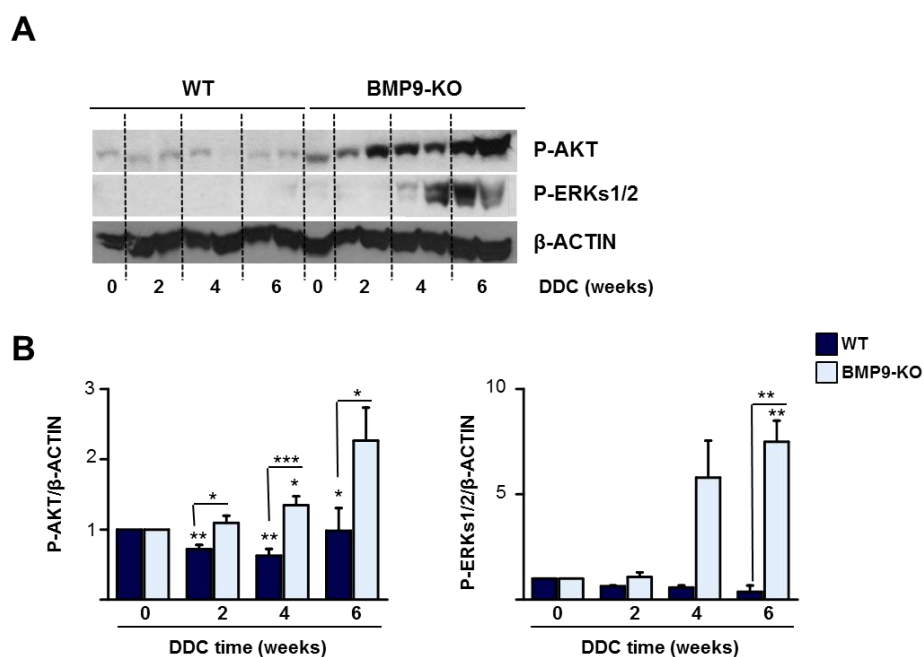 A
WT BMP9-KO
P-AKT
P-ERKs1/2
β-ACTIN
0 2 4 6 0 2 4 6 DDC (weeks)
B
WT
BMP9-KO
3
2
1
P-AKT/β-ACTIN
** * ** *** * * *
0 2 4 6
DDC time (weeks)
10
5
P-ERKs1/2/β-ACTIN
**
**
0 2 4 6
DDC time (weeks)